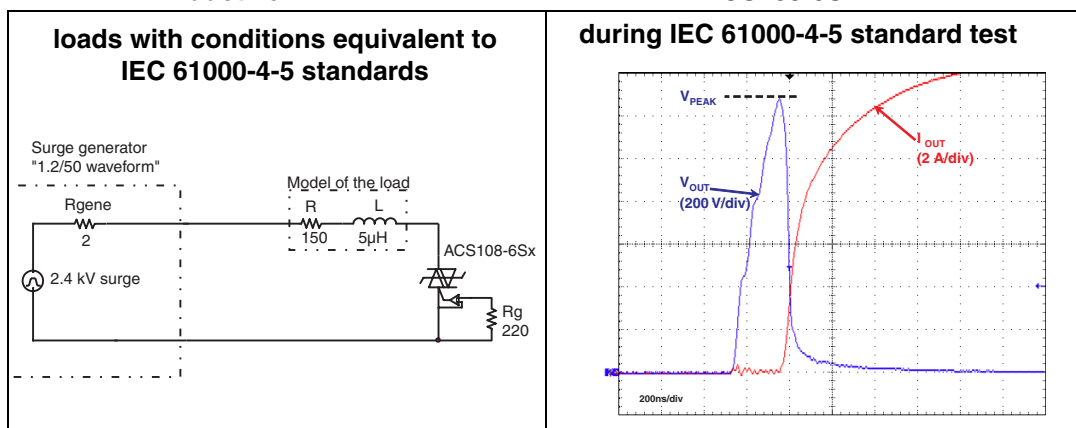 loads with conditions equivalent to
IEC 61000-4-5 standards
Surge generator
"1.2/50 waveform"
Rgene
2
2.4 kV surge
Model of the load
R
L
150
5µH
ACS108-6Sx
Rg
220
during IEC 61000-4-5 standard test
VPEAK
IOUT
(2 A/div)
VOUT
(200 V/div)
200ns/div